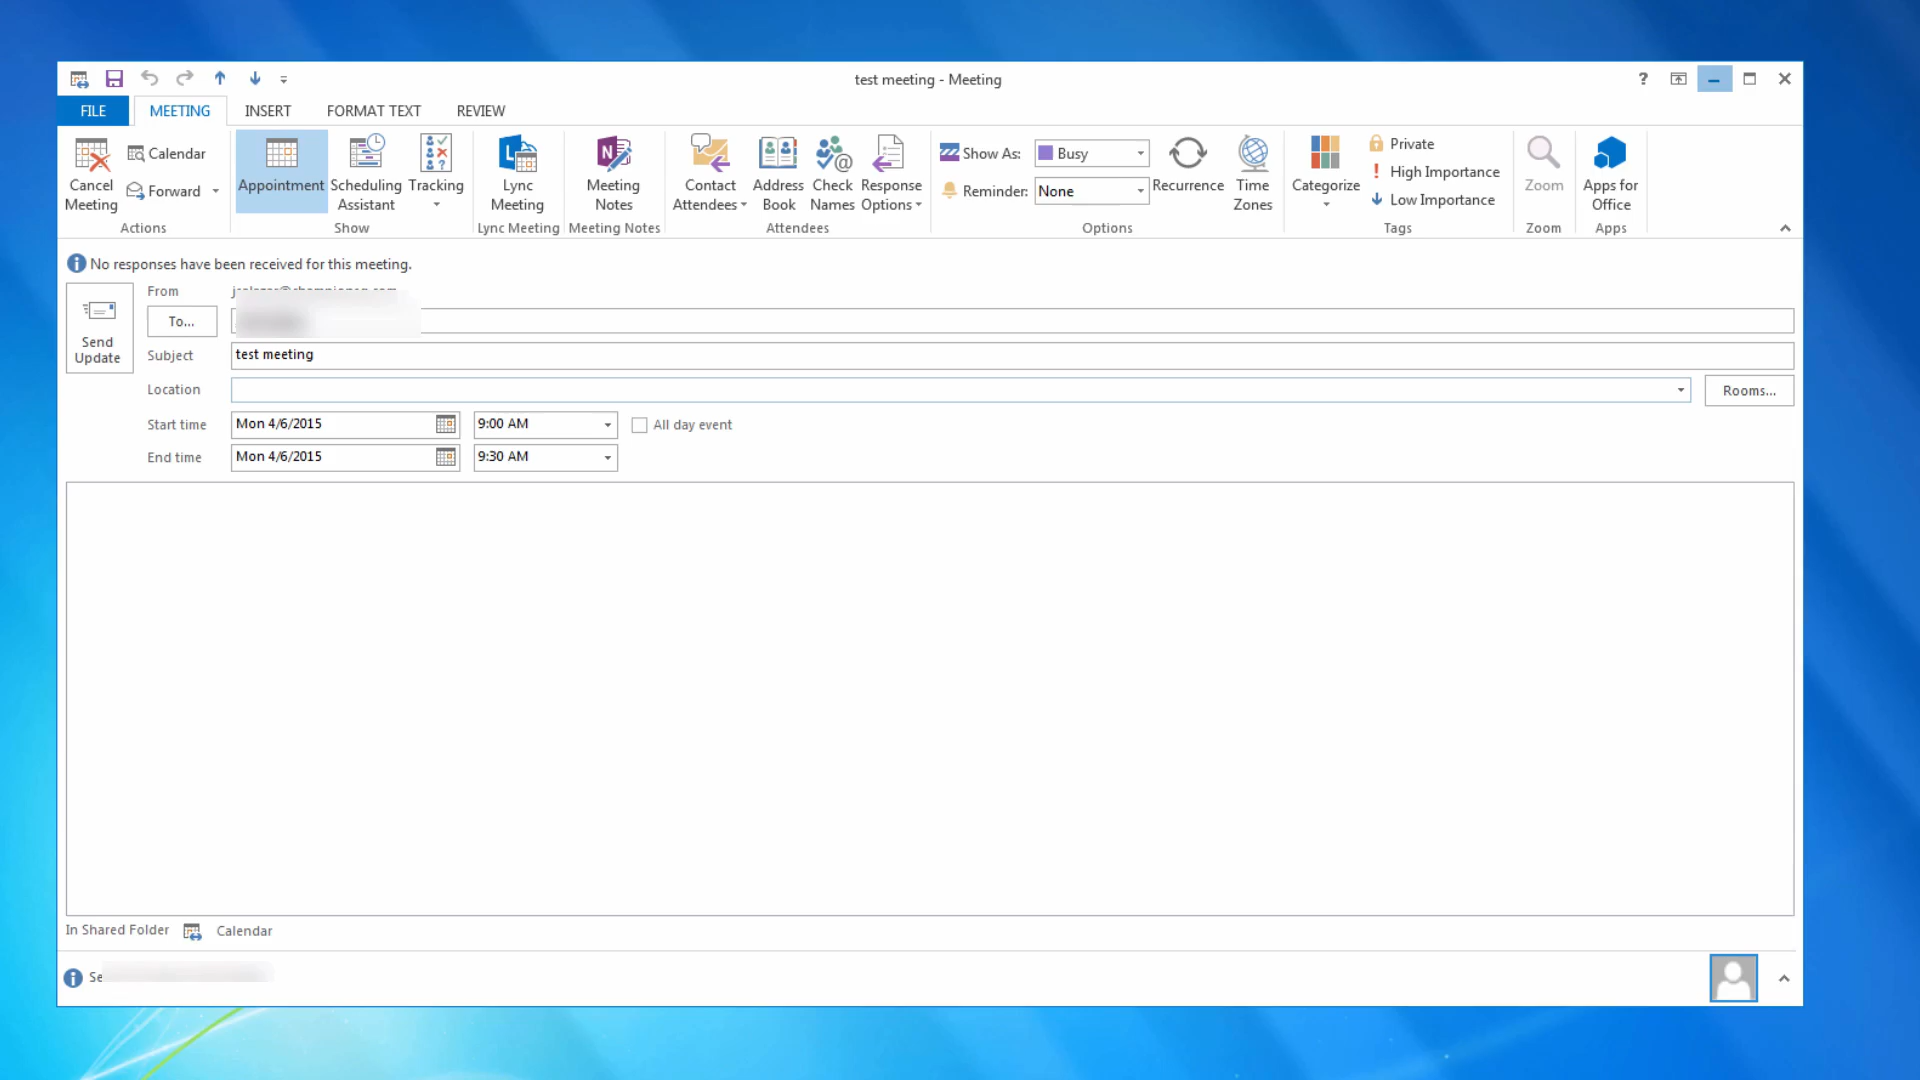 test meeting - Meeting
?
FILE MEETING INSERT FORMAT TEXT REVIEW
Cancel Meeting
Calendar
Forward
Actions
Appointment
Scheduling Assistant
Tracking
Show
Lync Meeting
Lync Meeting
Meeting Notes
Meeting Notes
Contact Attendees
Address Book
Check Names
Response Options
Attendees
Show As: Busy
Reminder: None
Recurrence
Time Zones
Options
Categorize
Private
High Importance
Low Importance
Tags
Zoom
Zoom
Apps for Office
Apps
No responses have been received for this meeting.
Send Update
From
To...
Subject test meeting
Location Rooms...
Start time Mon 4/6/2015 9:00 AM All day event
End time Mon 4/6/2015 9:30 AM
In Shared Folder Calendar